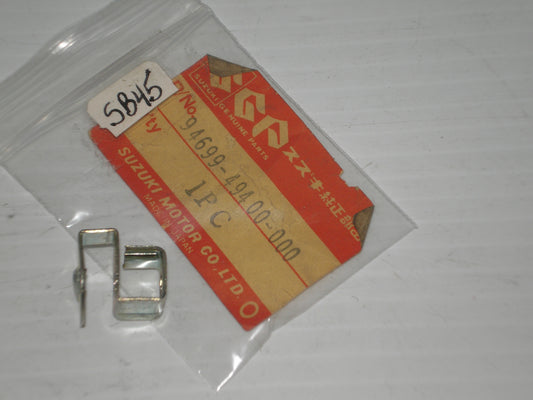 SB45
SGP
SUZUKI GENUINE PARTS
スズキ純正部品
P/No.
94699-49400-000
Q'ty
1PC
SUZUKI MOTOR CO.,LTD.
MADE IN JAPAN